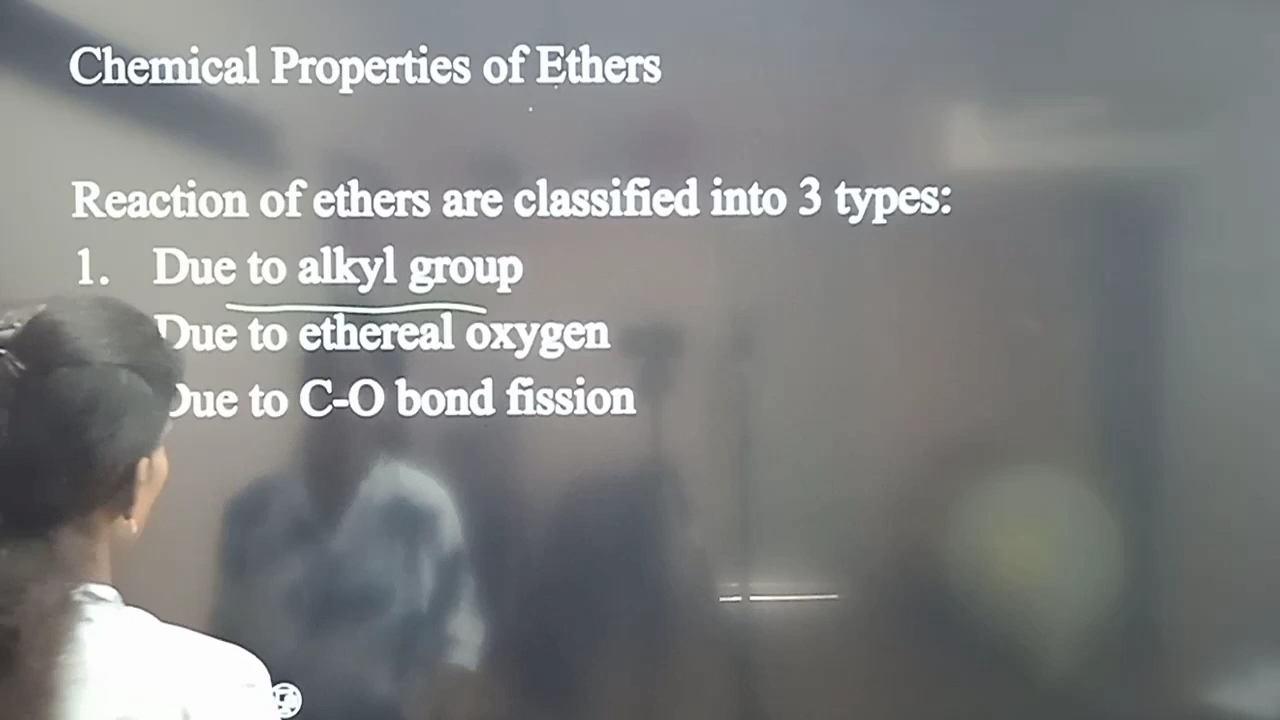 Chemical Properties of Ethers
Reaction of ethers are classified into 3 types:
1. Due to alkyl group
Due to ethereal oxygen
Due to C-O bond fission